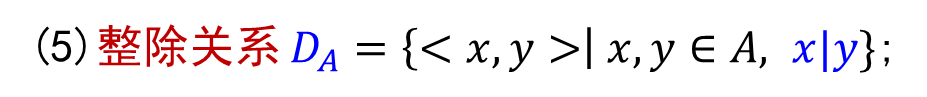 (5)整除关系 D_A = {< x, y >| x, y ∈ A, x|y};